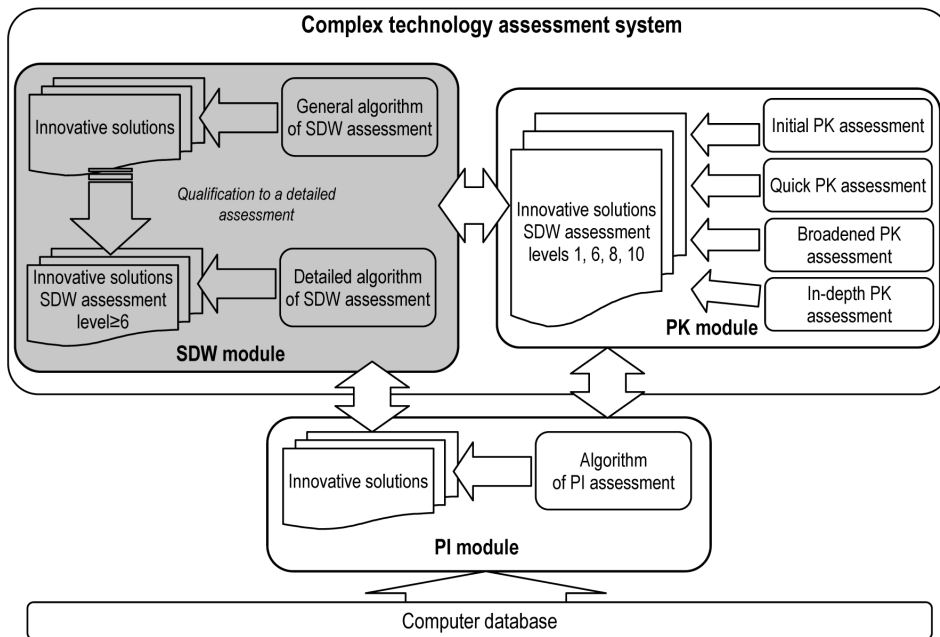 Complex technology assessment system
Innovative solutions
General algorithm
of SDW assessment
Qualification to a detailed
assessment
Innovative solutions
SDW assessment
level≥6
Detailed algorithm
of SDW assessment
SDW module
Innovative solutions
SDW assessment
levels 1, 6, 8, 10
Initial PK assessment
Quick PK assessment
Broadened PK
assessment
In-depth PK
assessment
PK module
Innovative solutions
Algorithm
of PI assessment
PI module
Computer database